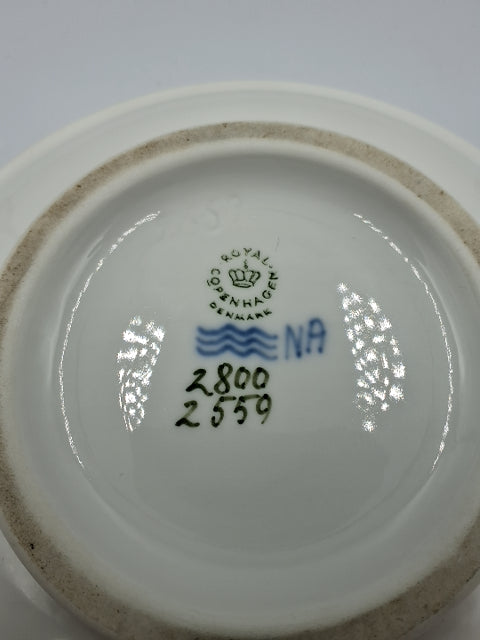 ROYAL
COPENHAGEN
DENMARK
NA
2800
2559